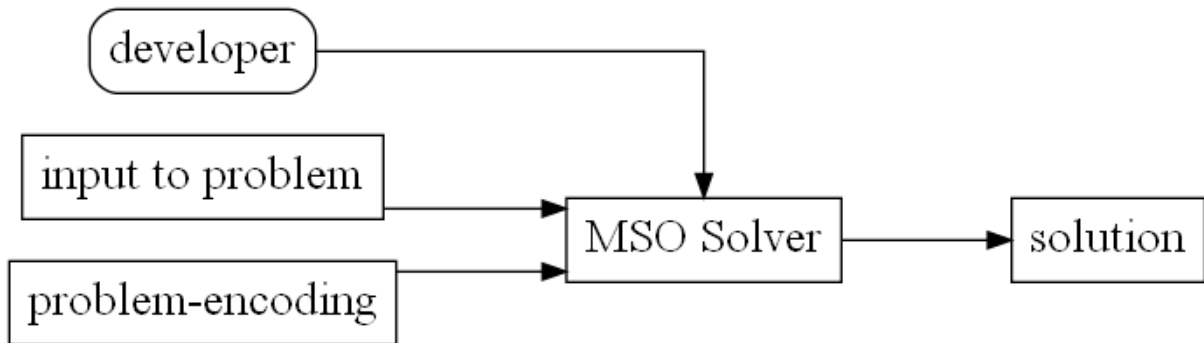 developer
input to problem
MSO Solver
solution
problem-encoding